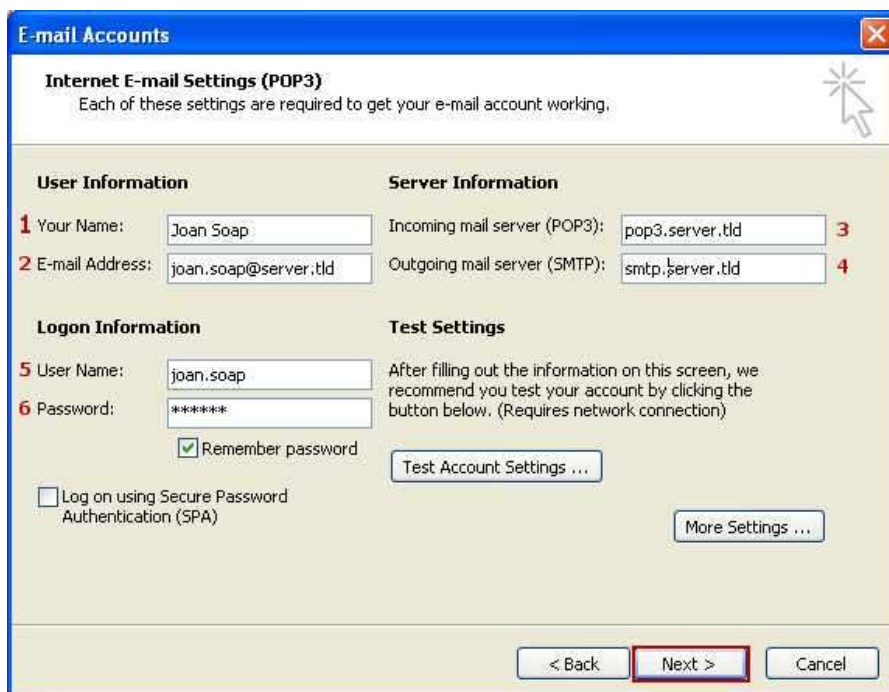 E-mail Accounts
Internet E-mail Settings (POP3)
Each of these settings are required to get your e-mail account working.
User Information
1 Your Name: Joan Soap
2 E-mail Address: joan.soap@server.tld
Server Information
Incoming mail server (POP3): pop3.server.tld 3
Outgoing mail server (SMTP): smtp.server.tld 4
Logon Information
5 User Name: joan.soap
6 Password: ******
Remember password
Log on using Secure Password
Authentication (SPA)
Test Settings
After filling out the information on this screen, we
recommend you test your account by clicking the
button below. (Requires network connection)
Test Account Settings ...
More Settings ...
< Back Next > Cancel